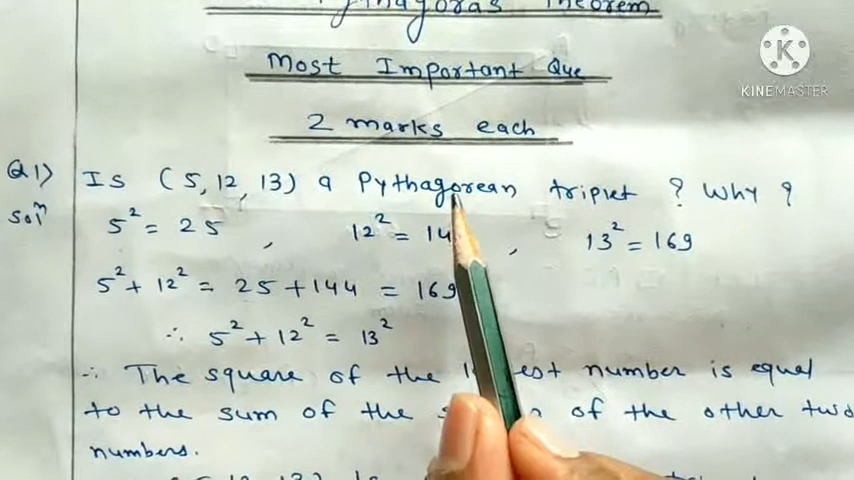 Pythagoras Theorem
Most Important Que
KINEMASTER
2 marks each
Q1) Is (5, 12, 13) a Pythagorean triplet ? Why ?
Solⁿ 5² = 25 , 12² = 14 , 13² = 169
5² + 12² = 25 + 144 = 169
∴ 5² + 12² = 13²
∴ The square of the number is equal
to the sum of the of the other two
numbers.